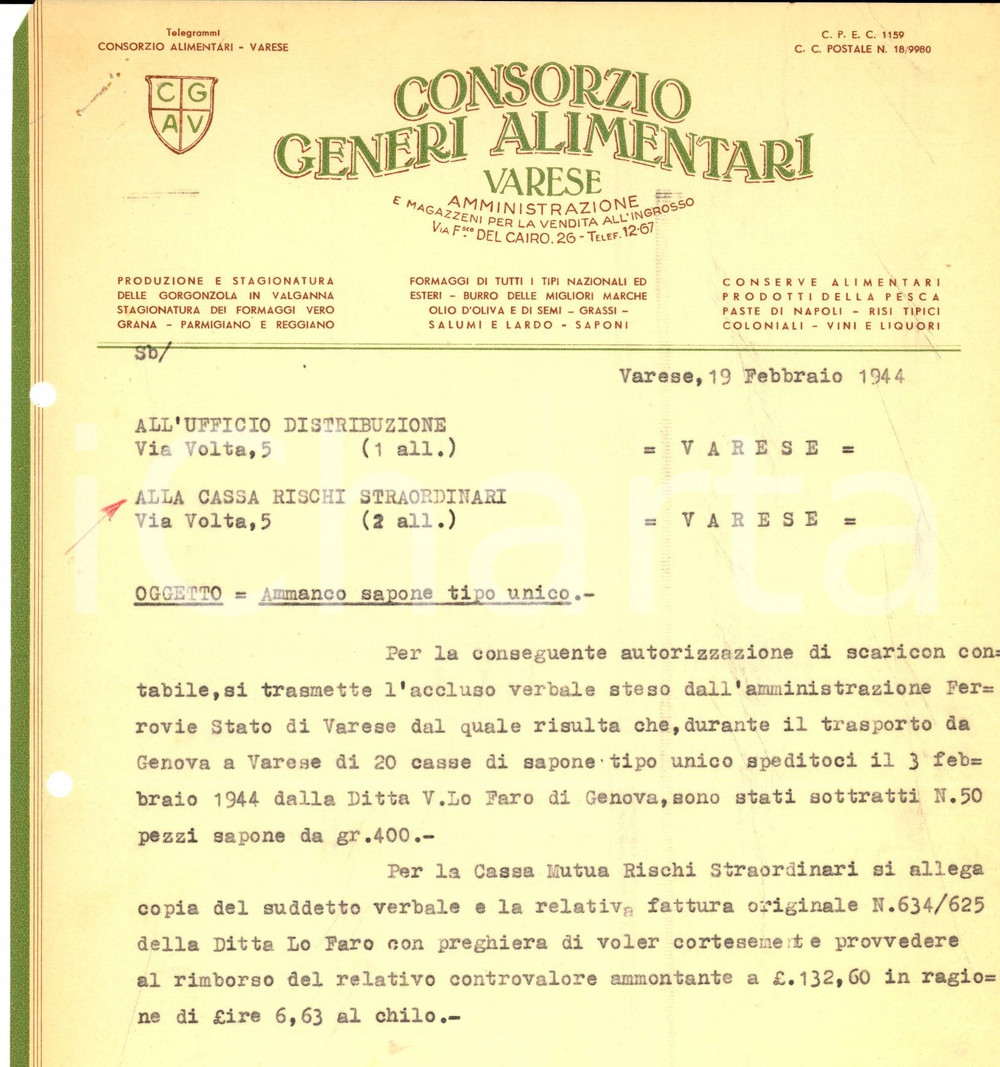 Telegrammi
CONSORZIO ALIMENTARI - VARESE
C. P. E. C. 1159
C. C. POSTALE N. 18/9980
C G
A V
CONSORZIO
GENERI ALIMENTARI
VARESE
AMMINISTRAZIONE
E MAGAZZENI PER LA VENDITA ALL'INGROSSO
VIA F.sco DEL CAIRO. 26 - TELEF. 12-67
PRODUZIONE E STAGIONATURA
DELLE GORGONZOLA IN VALGANNA
STAGIONATURA DEI FORMAGGI VERO
GRANA - PARMIGIANO E REGGIANO
FORMAGGI DI TUTTI I TIPI NAZIONALI ED
ESTERI - BURRO DELLE MIGLIORI MARCHE
OLIO D'OLIVA E DI SEMI - GRASSI -
SALUMI E LARDO - SAPONI
CONSERVE ALIMENTARI
PRODOTTI DELLA PESCA
PASTE DI NAPOLI - RISI TIPICI
COLONIALI - VINI E LIQUORI
Sb/
Varese,19 Febbraio 1944
ALL'UFFICIO DISTRIBUZIONE
Via Volta,5 (1 all.) = V A R E S E =
ALLA CASSA RISCHI STRAORDINARI
Via Volta,5 (2 all.) = V A R E S E =
iCharta
OGGETTO = Ammanco sapone tipo unico.-
Per la conseguente autorizzazione di scaricon con=
tabile,si trasmette l'accluso verbale steso dall'amministrazione Fer=
rovie Stato di Varese dal quale risulta che,durante il trasporto da
Genova a Varese di 20 casse di sapone tipo unico speditoci il 3 feb=
braio 1944 dalla Ditta V.Lo Faro di Genova,sono stati sottratti N.50
pezzi sapone da gr.400.-
Per la Cassa Mutua Rischi Straordinari si allega
copia del suddetto verbale e la relativa fattura originale N.634/625
della Ditta Lo Faro con preghiera di voler cortesemente provvedere
al rimborso del relativo controvalore ammontante a £.132,60 in ragio=
ne di £ire 6,63 al chilo.-